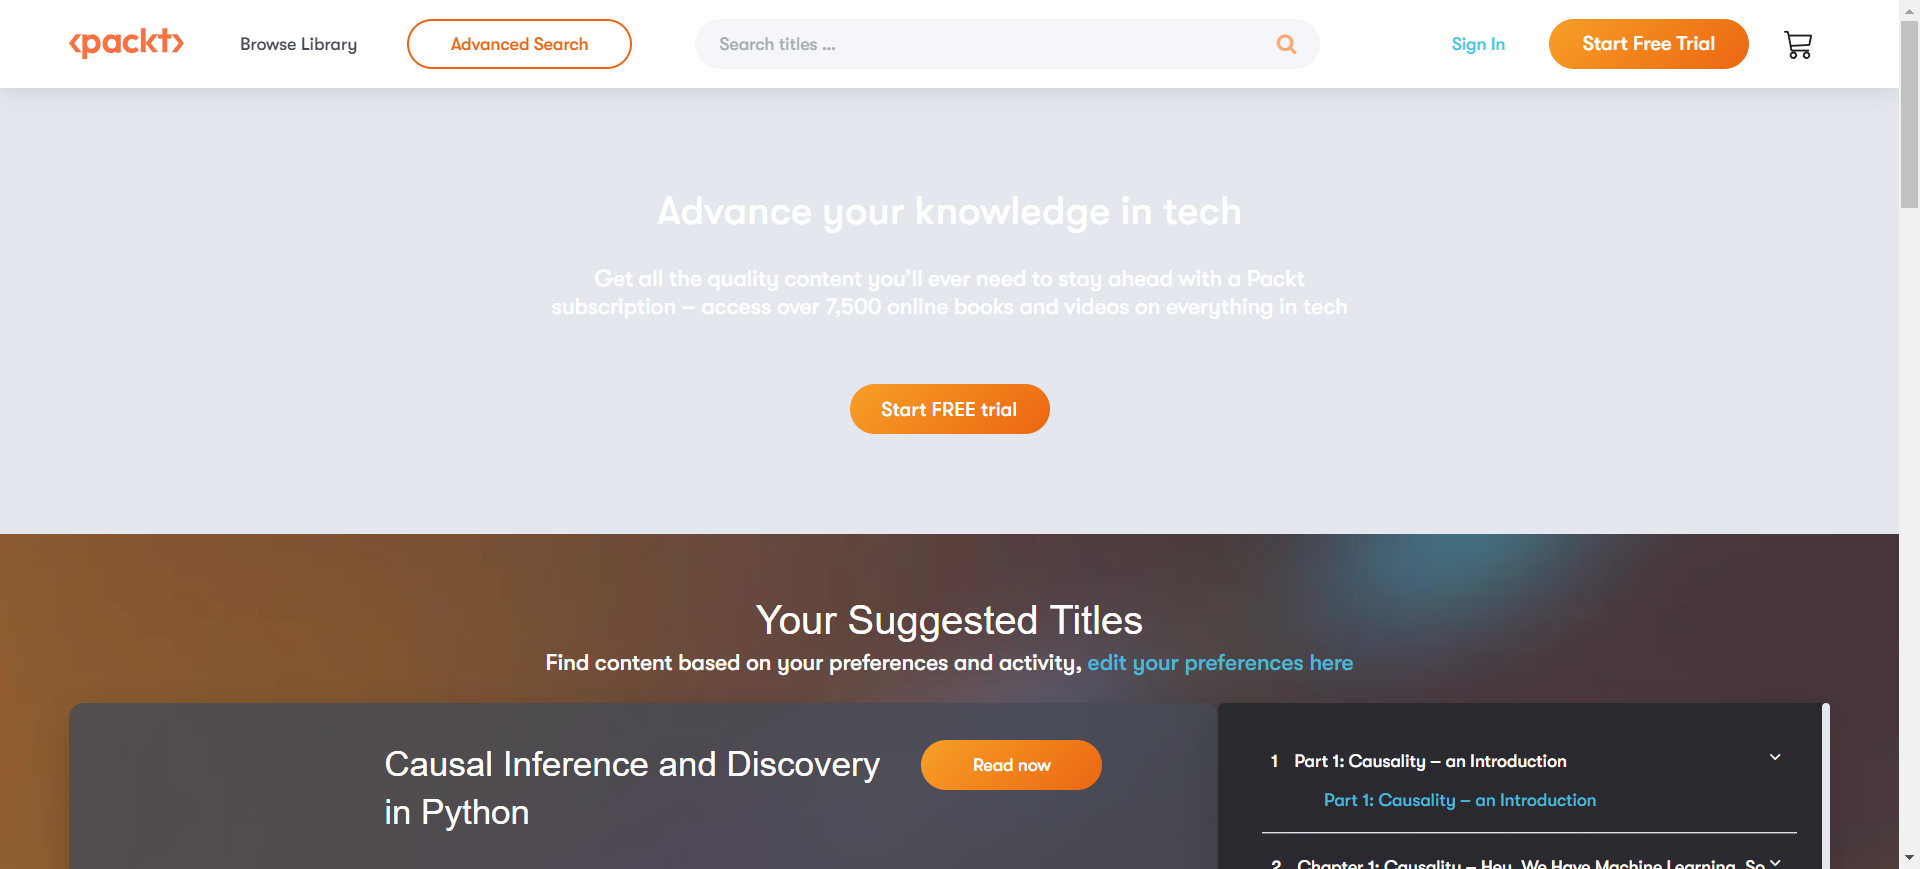 <packt>
Browse Library
Advanced Search
Search titles ...
Sign In
Start Free Trial
Advance your knowledge in tech
Get all the quality content you’ll ever need to stay ahead with a Packt
subscription – access over 7,500 online books and videos on everything in tech
Start FREE trial
Your Suggested Titles
Find content based on your preferences and activity, edit your preferences here
Causal Inference and Discovery
in Python
Read now
1 Part 1: Causality – an Introduction
Part 1: Causality – an Introduction
2 Chapter 1: Causality – Hey, We Have Machine Learning, So